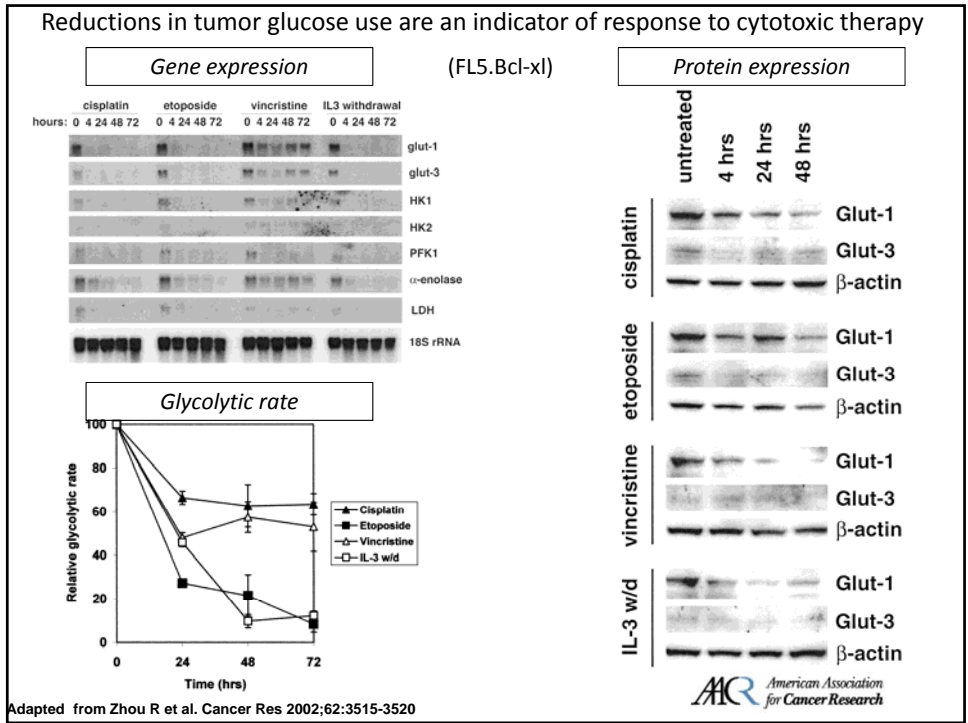 Reductions in tumor glucose use are an indicator of response to cytotoxic therapy
Gene expression
(FL5.Bcl-xl)
Protein expression
cisplatin etoposide vincristine IL3 withdrawal
hours: 0 4 24 48 72 0 4 24 48 72 0 4 24 48 72 0 4 24 48 72
glut-1
glut-3
HK1
HK2
PFK1
α-enolase
LDH
18S rRNA
Glycolytic rate
100
80
60
40
20
0
Relative glycolytic rate
0 24 48 72
Time (hrs)
Cisplatin
Etoposide
Vincristine
IL-3 w/d
untreated
4 hrs
24 hrs
48 hrs
cisplatin
Glut-1
Glut-3
β-actin
etoposide
Glut-1
Glut-3
β-actin
vincristine
Glut-1
Glut-3
β-actin
IL-3 w/d
Glut-1
Glut-3
β-actin
AACR American Association
for Cancer Research
Adapted from Zhou R et al. Cancer Res 2002;62:3515-3520